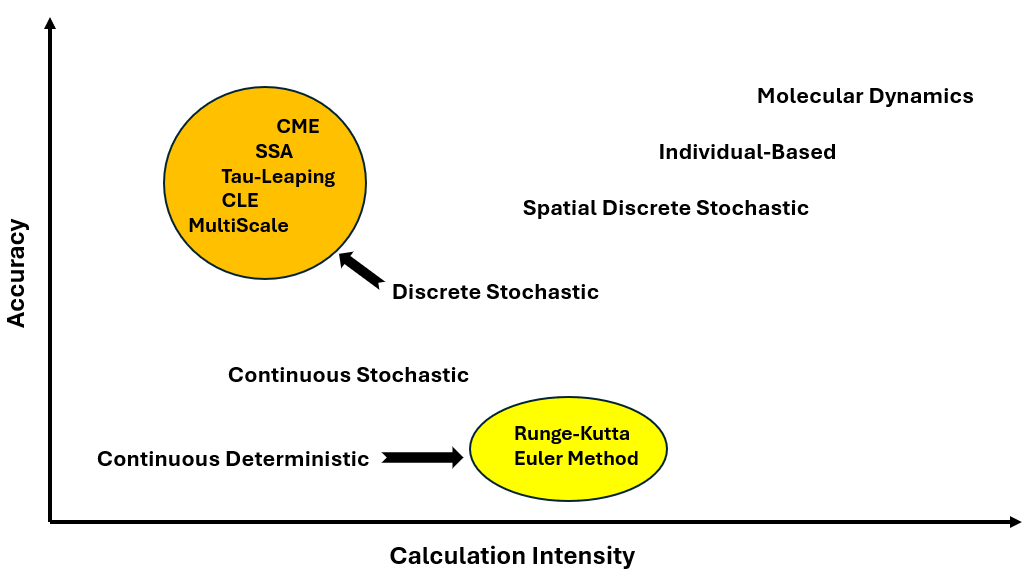 Molecular Dynamics
CME
SSA
Individual-Based
Tau-Leaping
CLE
Spatial Discrete Stochastic
MultiScale
Accuracy
Discrete Stochastic
Continuous Stochastic
Runge-Kutta
Euler Method
Continuous Deterministic
Calculation Intensity